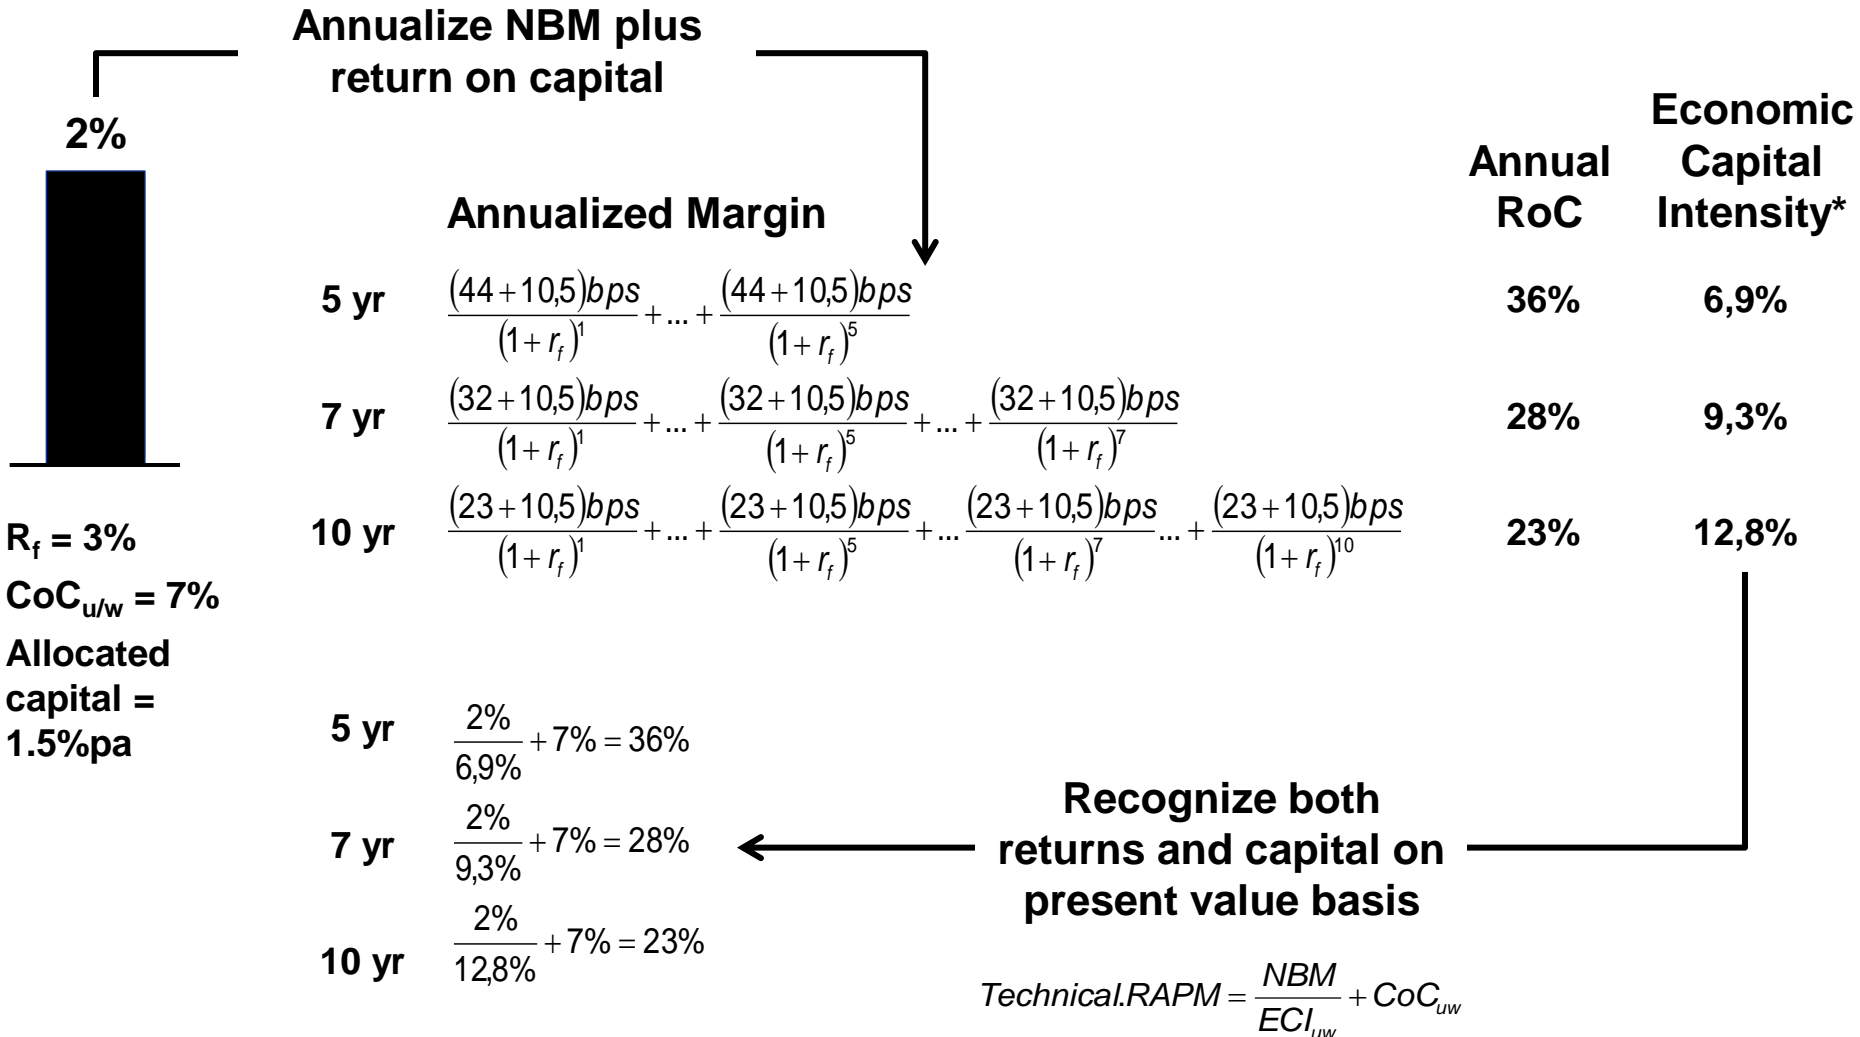 Annualize NBM plus
return on capital
2%
R_f = 3%
CoC_u/w = 7%
Allocated
capital =
1.5%pa
Annualized Margin
Annual
RoC
Economic
Capital
Intensity*
5 yr (44+10,5)bps/(1+r_f)^1 + ... + (44+10,5)bps/(1+r_f)^5 36% 6,9%
7 yr (32+10,5)bps/(1+r_f)^1 + ... + (32+10,5)bps/(1+r_f)^5 + ... + (32+10,5)bps/(1+r_f)^7 28% 9,3%
10 yr (23+10,5)bps/(1+r_f)^1 + ... + (23+10,5)bps/(1+r_f)^5 + ... (23+10,5)bps/(1+r_f)^7 ... + (23+10,5)bps/(1+r_f)^10 23% 12,8%
5 yr 2%/6,9% + 7% = 36%
7 yr 2%/9,3% + 7% = 28%
10 yr 2%/12,8% + 7% = 23%
Recognize both
returns and capital on
present value basis
Technical.RAPM = NBM/ECI_uw + CoC_uw